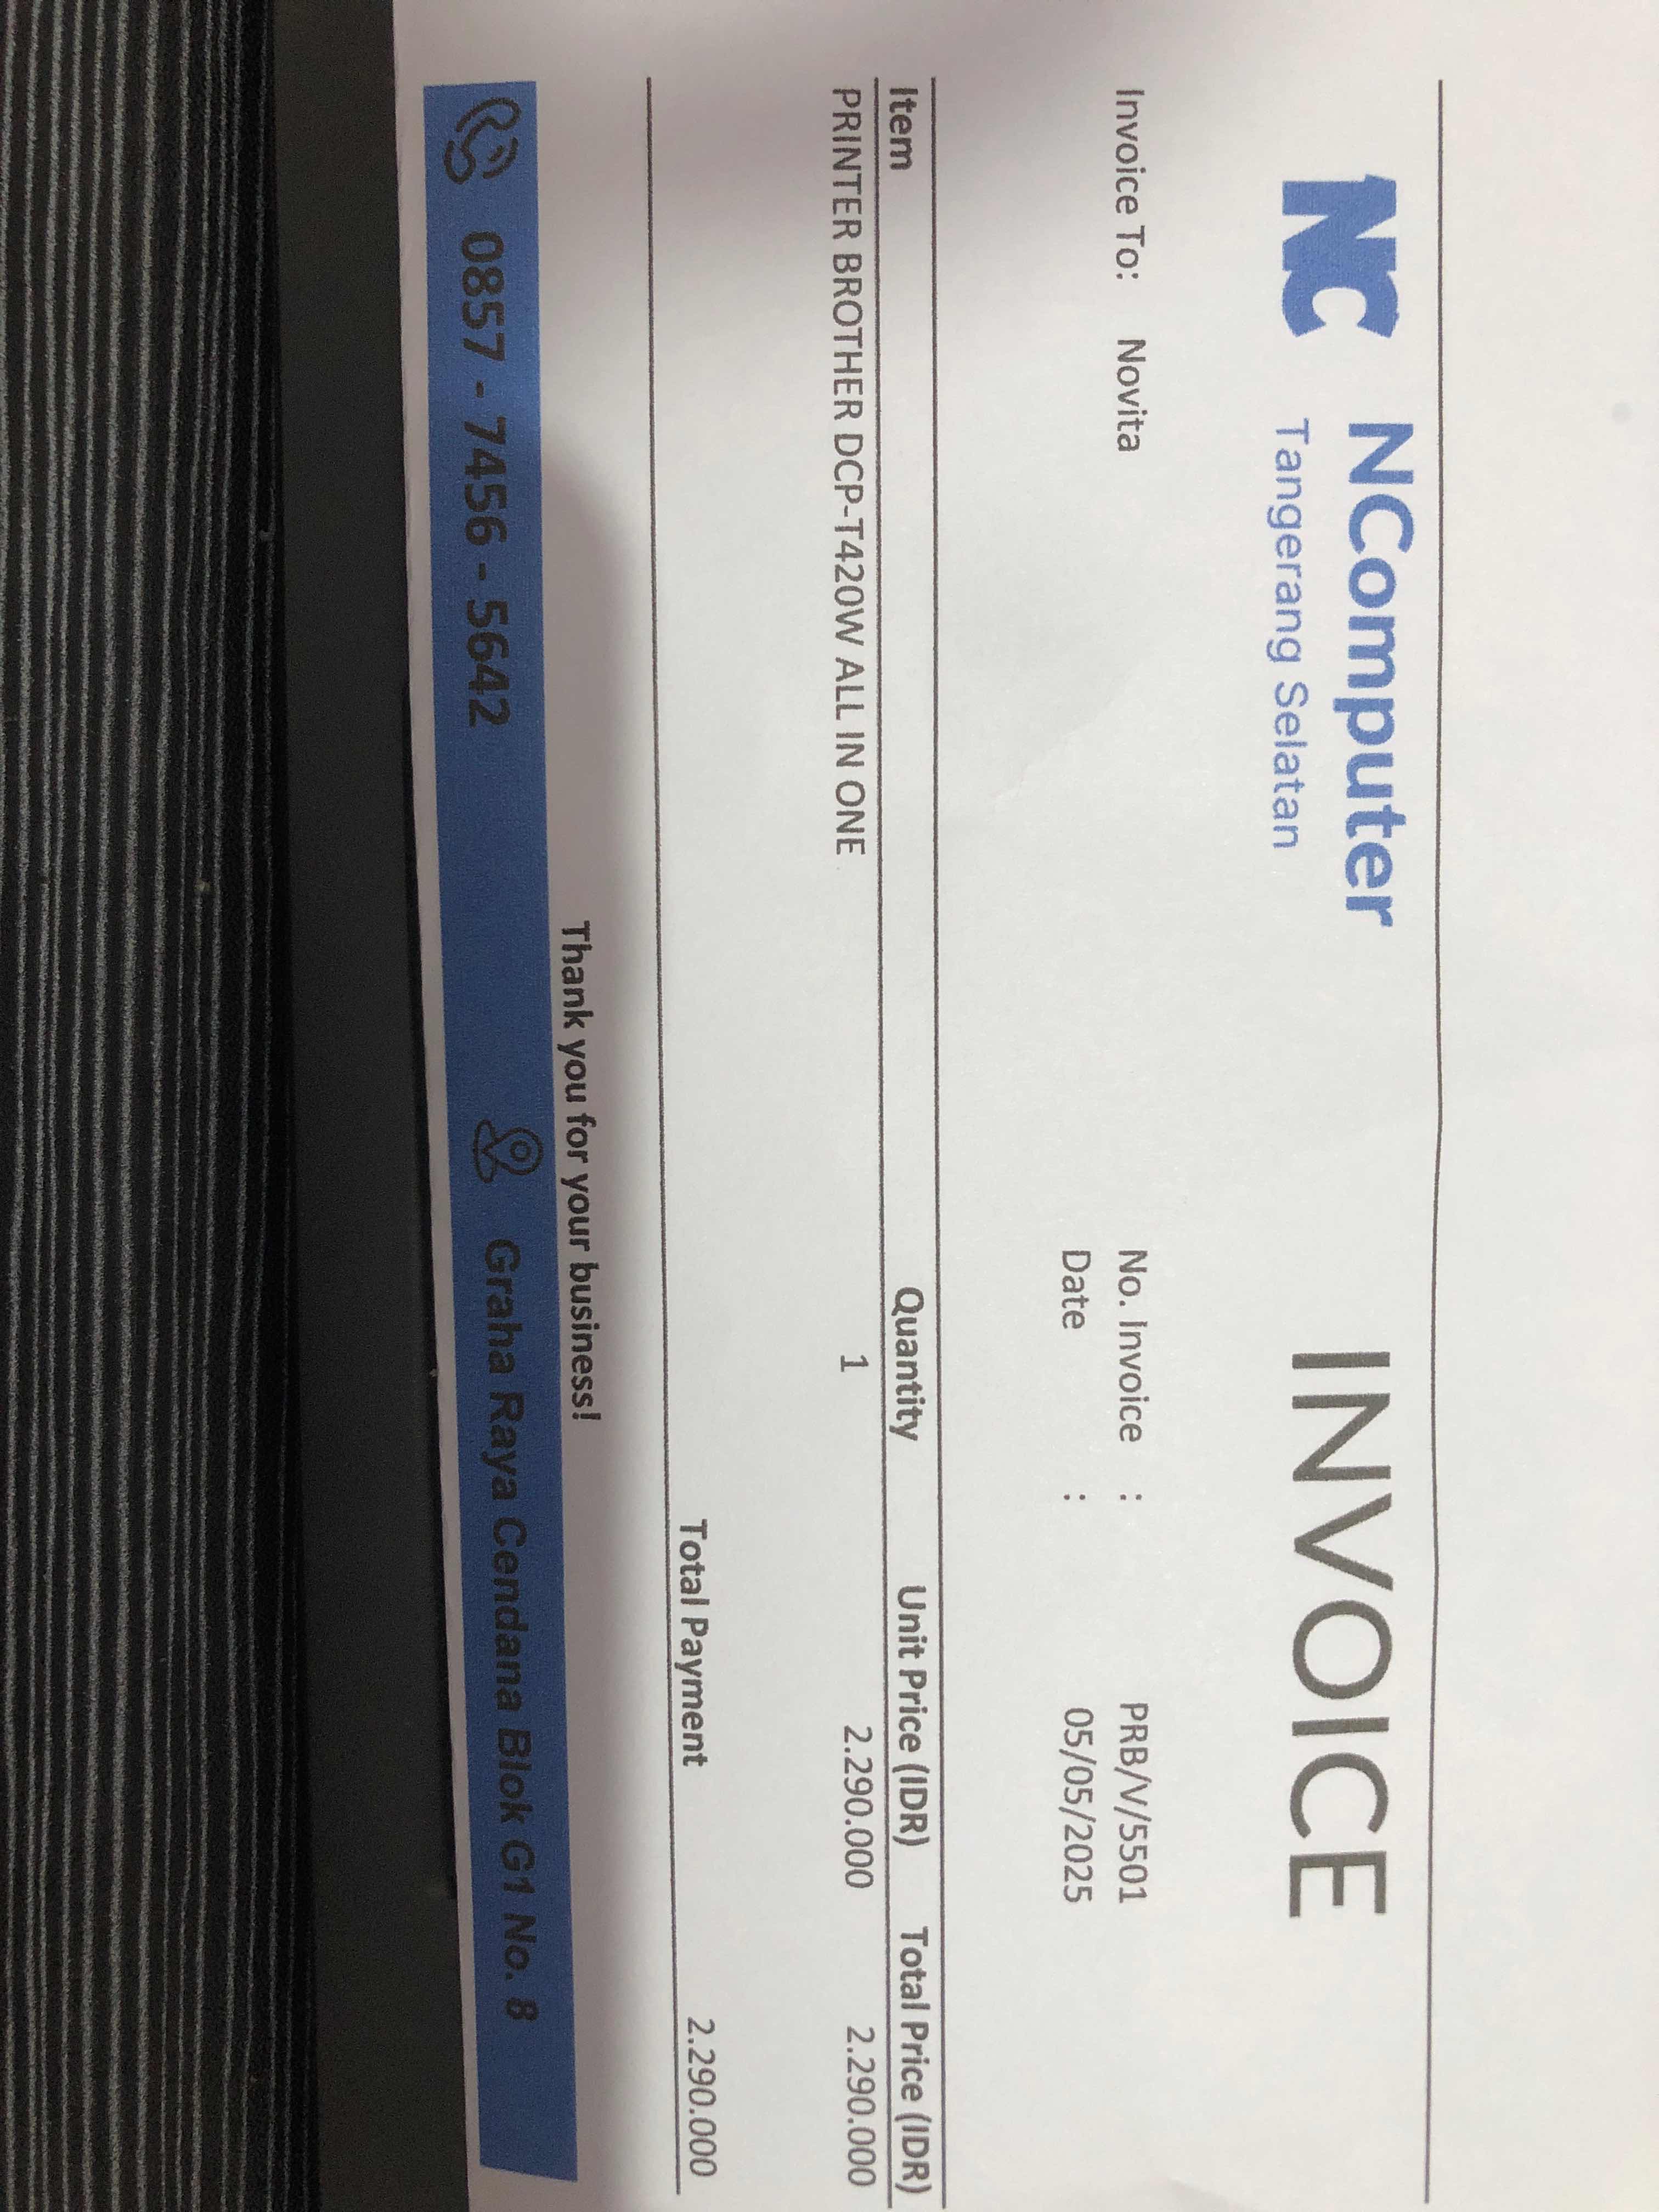 NC NComputer INVOICE
Tangerang Selatan
Invoice To: Novita No. Invoice : PRB/V/5501
Date : 05/05/2025
Item Quantity Unit Price (IDR) Total Price (IDR)
PRINTER BROTHER DCP-T420W ALL IN ONE 1 2.290.000 2.290.000
Total Payment 2.290.000
Thank you for your business!
0857 - 7456 - 5642 Graha Raya Cendana Blok G1 No. 8